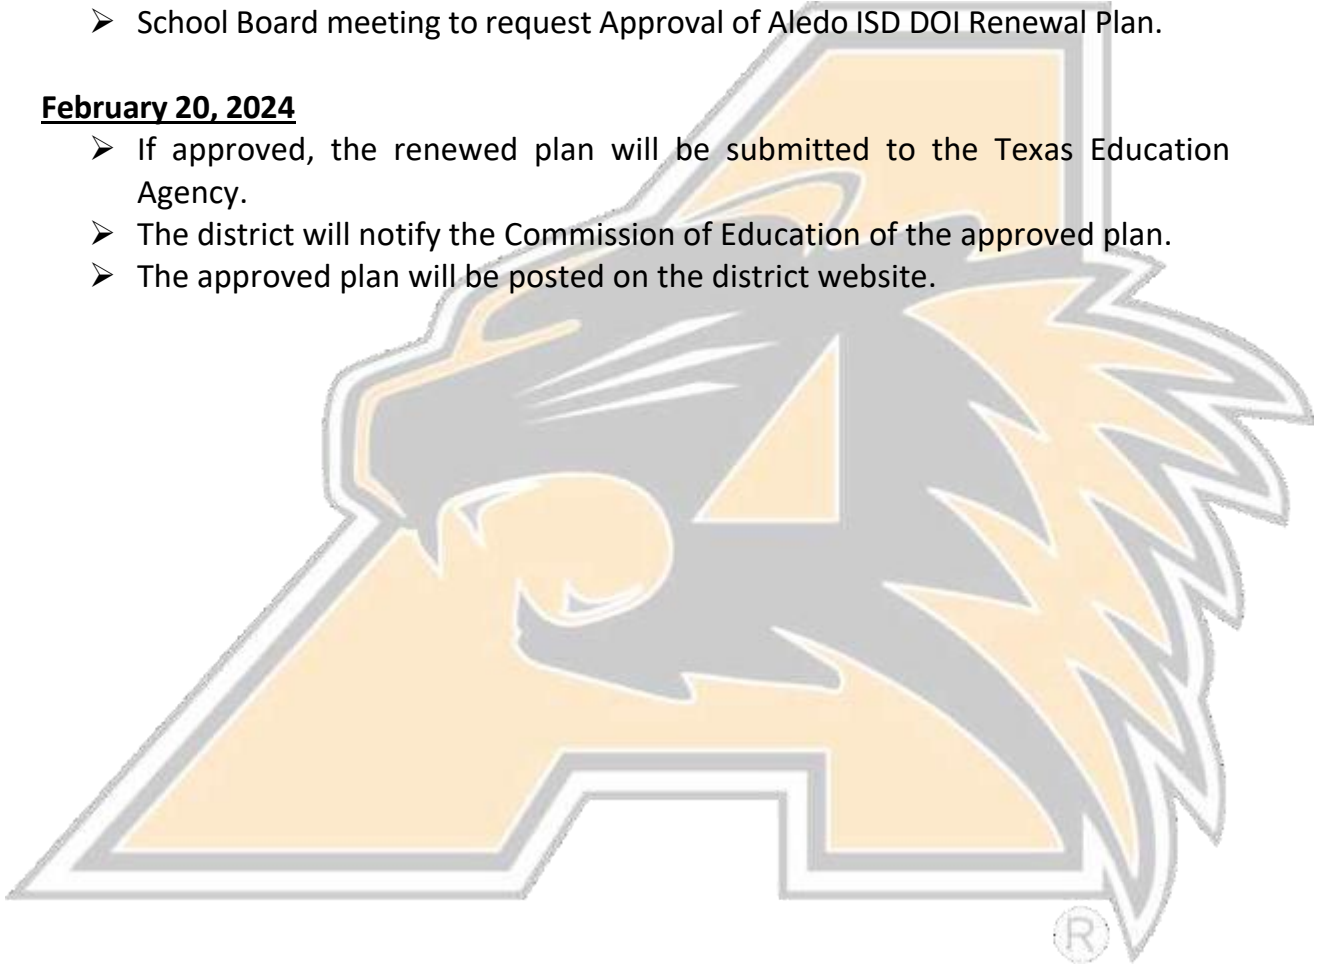 ➢ School Board meeting to request Approval of Aledo ISD DOI Renewal Plan.
February 20, 2024
➢ If approved, the renewed plan will be submitted to the Texas Education
Agency.
➢ The district will notify the Commission of Education of the approved plan.
➢ The approved plan will be posted on the district website.
A
®